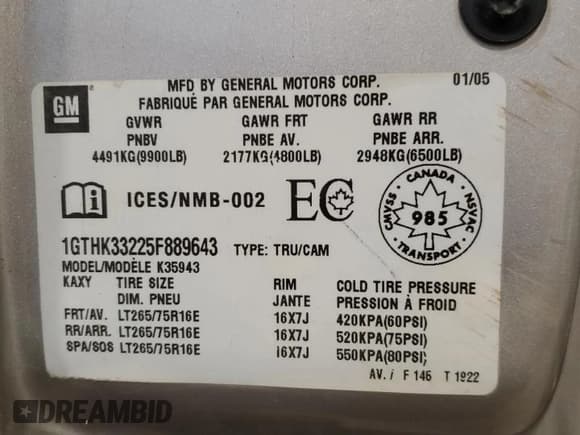 GM
MFD BY GENERAL MOTORS CORP. 01/05
FABRIQUÉ PAR GENERAL MOTORS CORP.
GVWR GAWR FRT GAWR RR
PNBV PNBE AV. PNBE ARR.
4491KG(9900LB) 2177KG(4800LB) 2948KG(6500LB)
ICES/NMB-002 EC
CANADA
CMVSS 985 NSVAC
TRANSPORT
1GTHK33225F889643 TYPE: TRU/CAM
MODEL/MODÈLE K35943
KAXY TIRE SIZE RIM COLD TIRE PRESSURE
DIM. PNEU JANTE PRESSION À FROID
FRT/AV. LT265/75R16E 16X7J 420KPA(60PSI)
RR/ARR. LT265/75R16E 16X7J 520KPA(75PSI)
SPA/SOS LT265/75R16E 16X7J 550KPA(80PSI)
AV. F 146 T 1922
DREAMBID